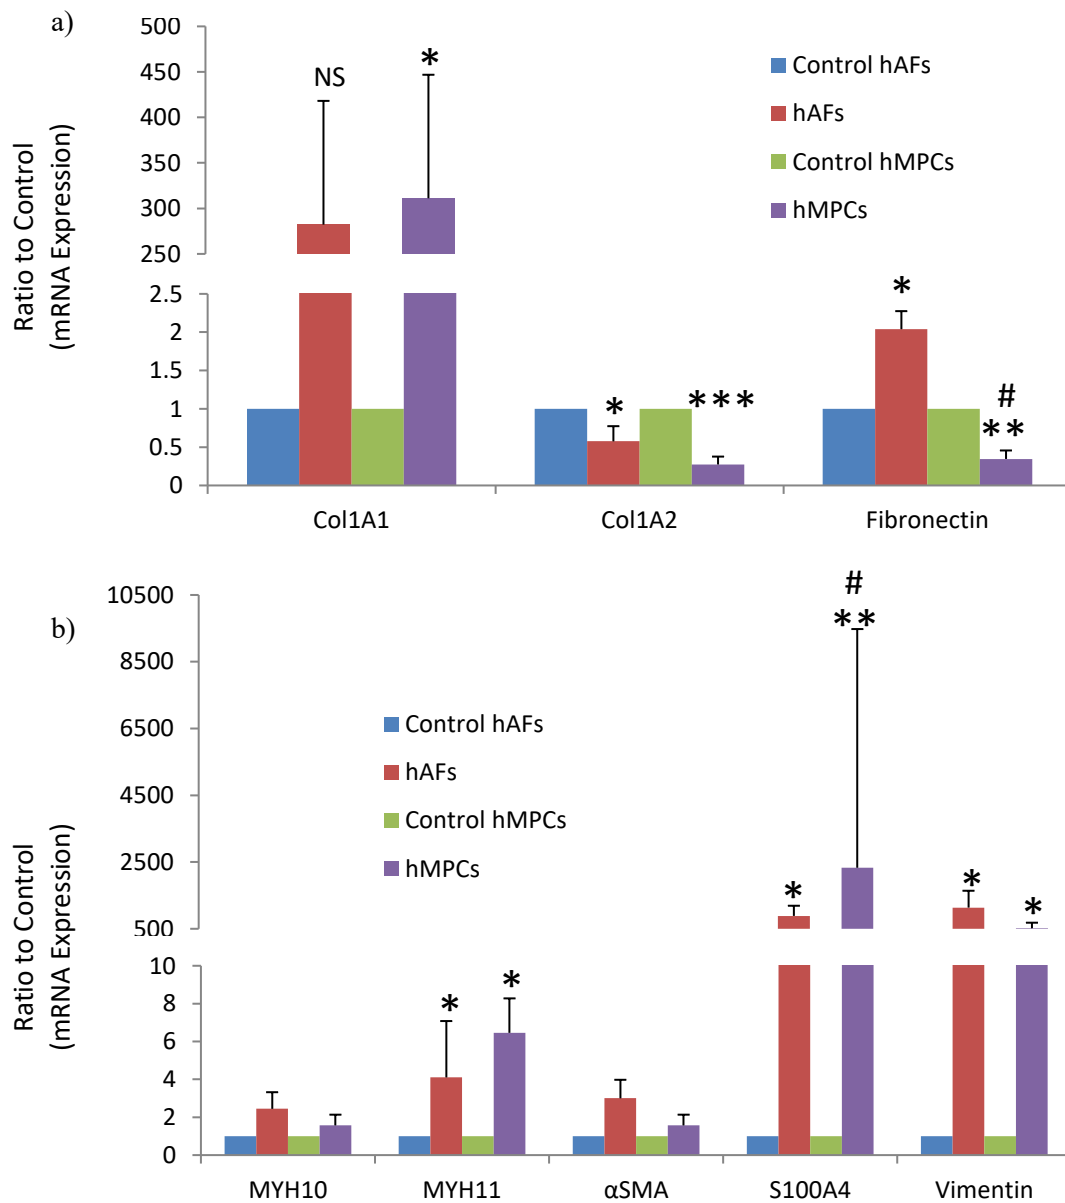 a)
Ratio to Control
(mRNA Expression)
500
450
400
350
300
250
2.5
2
1.5
1
0.5
0
NS
*
*
***
*
#
**
Control hAFs
hAFs
Control hMPCs
hMPCs
Col1A1
Col1A2
Fibronectin
b)
Ratio to Control
(mRNA Expression)
10500
8500
6500
4500
2500
500
10
8
6
4
2
0
Control hAFs
hAFs
Control hMPCs
hMPCs
*
*
*
#
**
*
*
MYH10
MYH11
αSMA
S100A4
Vimentin